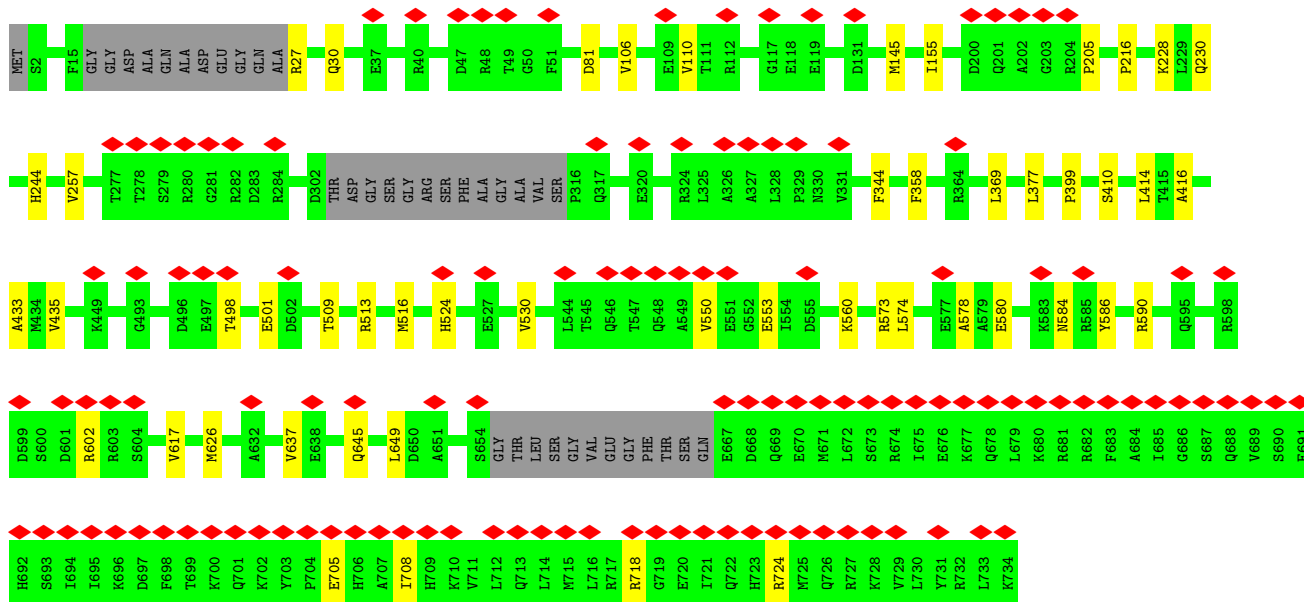 MET S2 F15 GLY GLY ASP ALA GLN ALA ASP GLU GLY GLN ALA R27 Q30 E37 R40 D47 R48 T49 G50 F51 D81 V106 E109 V110 T111 R112 G117 E118 E119 D131 M145 I155 D200 Q201 A202 G203 R204 P205 P216 K228 L229 Q230
H244 V257 T277 T278 S279 R280 G281 R282 D283 R284 D302 THR ASP GLY SER GLY ARG SER PHE ALA GLY ALA VAL SER P316 Q317 E320 R324 L325 A326 A327 L328 P329 N330 V331 F344 F358 R364 L369 L377 P399 S410 L414 T415 A416
A433 M434 V435 K449 G493 D496 E497 T498 E501 D502 T509 R513 M516 H524 E527 V530 L544 T545 Q546 T547 Q548 A549 V550 E551 G552 E553 I554 D555 K560 R573 L574 E577 A578 A579 E580 K583 N584 R585 Y586 R590 Q595 R598
D599 S600 D601 R602 R603 S604 V617 M626 A632 V637 E638 Q645 L649 D650 A651 S654 GLY THR LEU SER GLY VAL GLU GLY PHE THR SER GLN E667 D668 Q669 E670 M671 L672 S673 R674 I675 E676 K677 Q678 L679 K680 R681 R682 F683 A684 I685 G686 S687 Q688 V689 S690 E691
H692 S693 I694 I695 K696 D697 F698 T699 K700 Q701 K702 Y703 P704 E705 H706 A707 I708 H709 K710 V711 L712 Q713 L714 M715 L716 R717 R718 G719 E720 I721 Q722 H723 R724 M725 Q726 R727 K728 V729 L730 Y731 R732 L733 K734